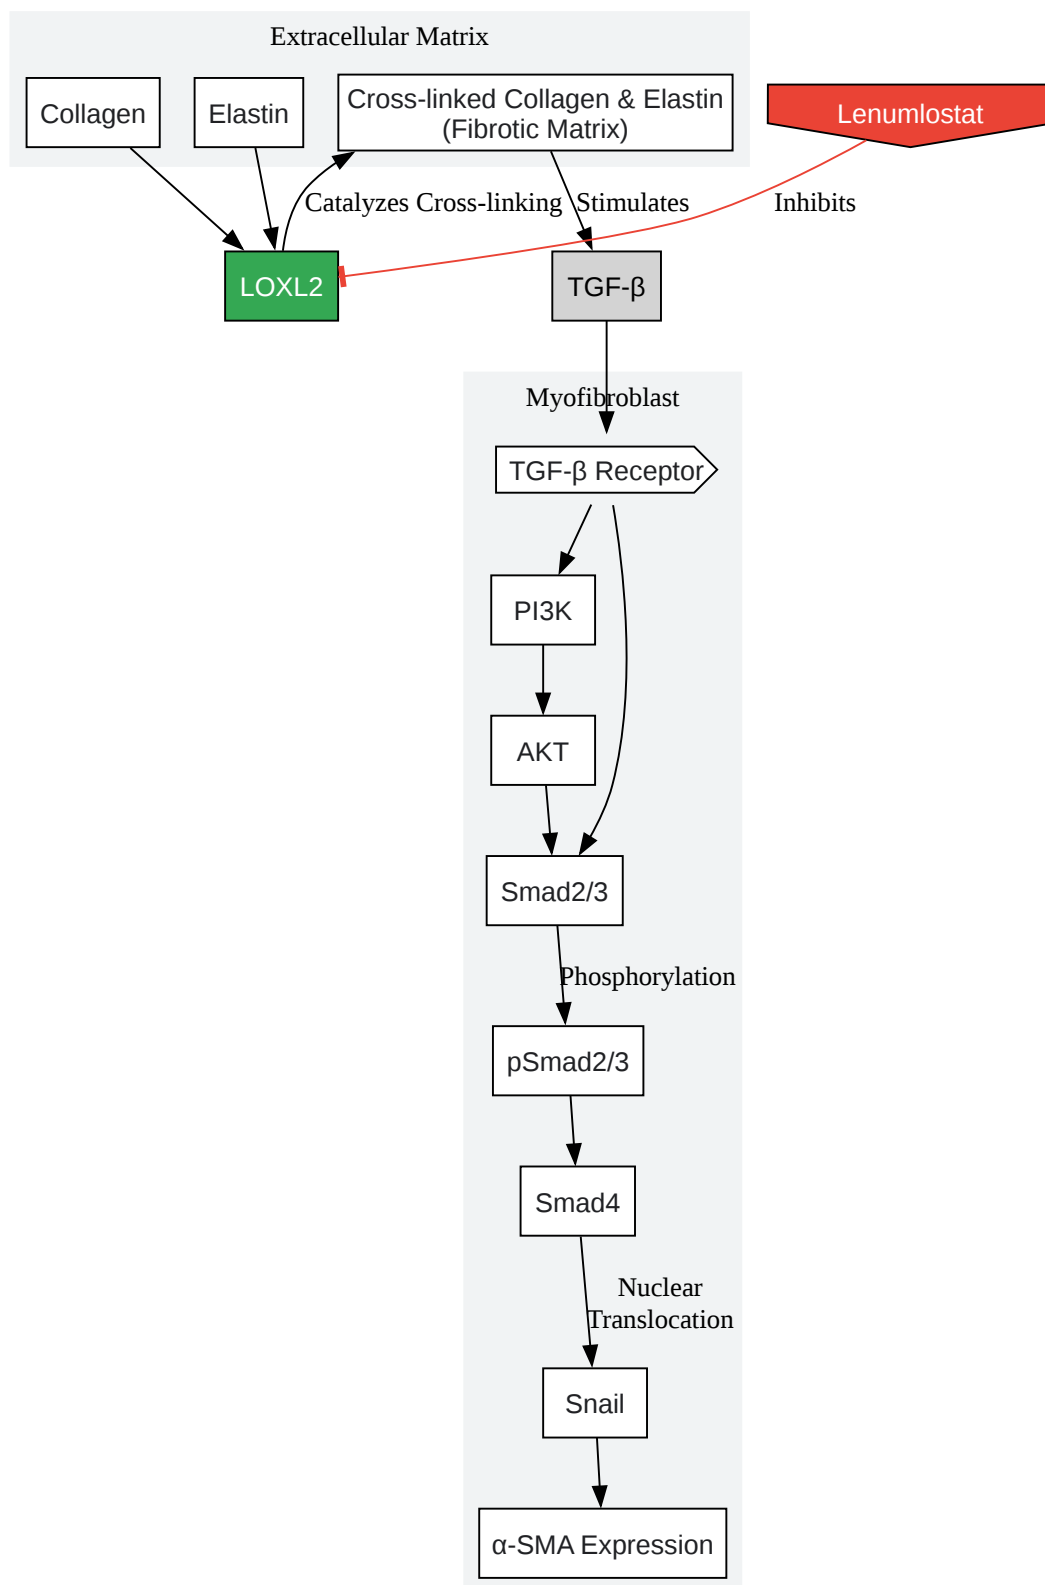 Extracellular Matrix
Collagen
Elastin
Cross-linked Collagen & Elastin
(Fibrotic Matrix)
Lenumlostat
Catalyzes Cross-linking
Stimulates
Inhibits
LOXL2
TGF-β
Myofibroblast
TGF-β Receptor
PI3K
AKT
Smad2/3
Phosphorylation
pSmad2/3
Smad4
Nuclear
Translocation
Snail
α-SMA Expression